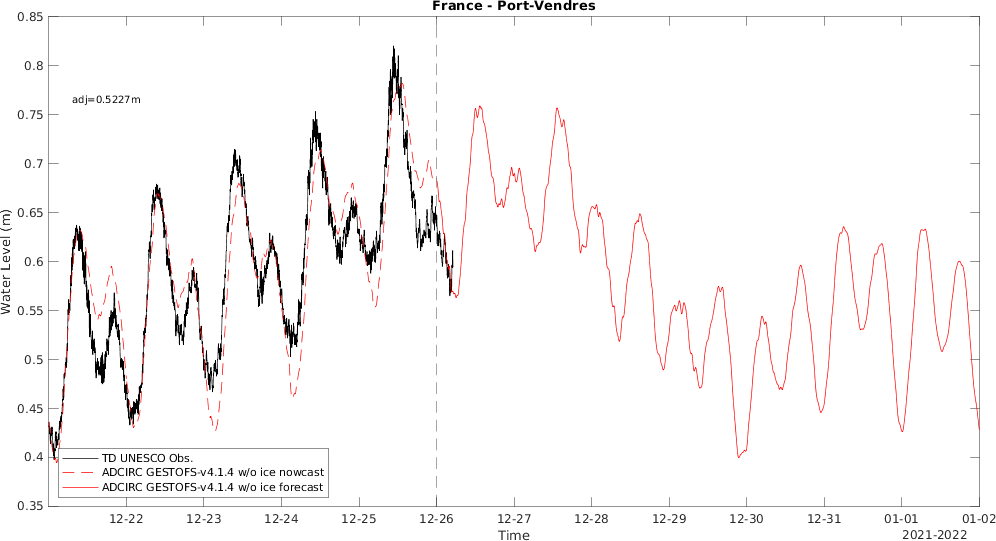 France - Port-Vendres
0.85
0.8
0.75
0.7
0.65
0.6
0.55
0.5
0.45
0.4
0.35
Water Level (m)
adj=0.5227m
TD UNESCO Obs.
ADCIRC GESTOFS-v4.1.4 w/o ice nowcast
ADCIRC GESTOFS-v4.1.4 w/o ice forecast
12-22 12-23 12-24 12-25 12-26 12-27 12-28 12-29 12-30 12-31 01-01 01-02
Time
2021-2022